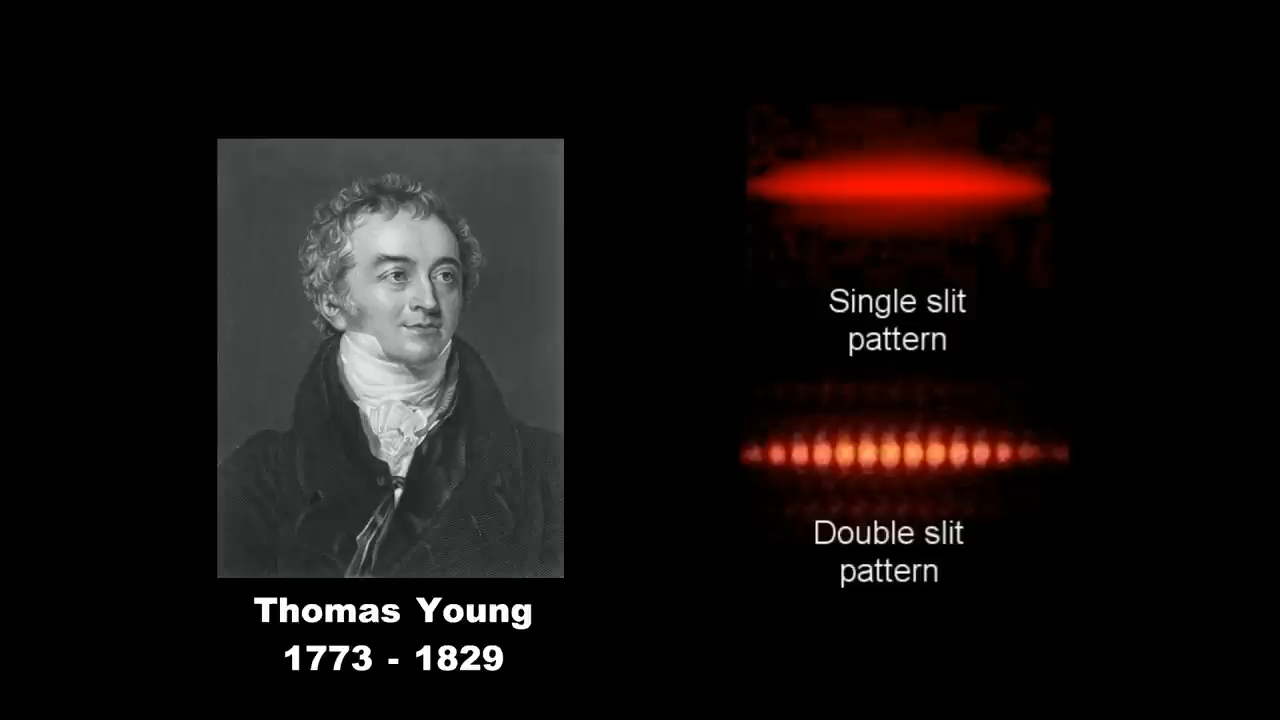 Thomas Young
1773 - 1829
Single slit
pattern
Double slit
pattern